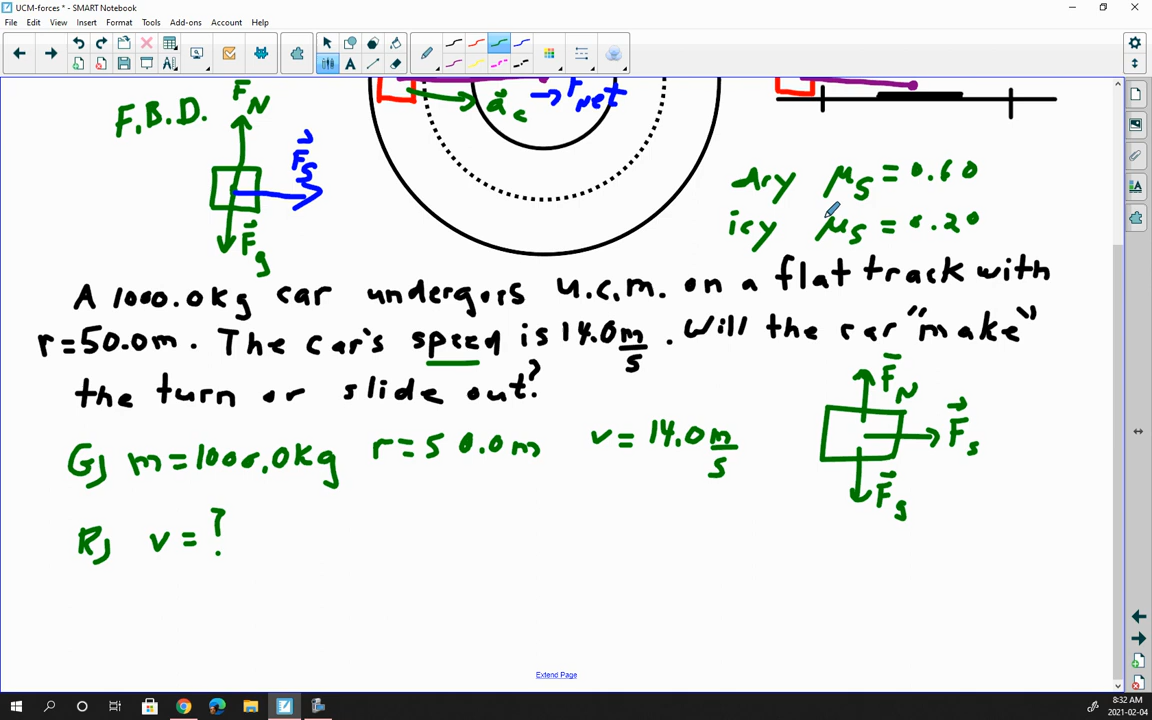 UCM-forces * - SMART Notebook
File Edit View Insert Format Tools Add-ons Account Help
F.B.D.
F_N
F_s
F_g
a_c
F_Net
dry μ_s = 0.60
icy μ_s = 0.20
A 1000.0kg car undergors u.c.m. on a flat track with
r=50.0m. The car's speed is 14.0 m/s. Will the car "make"
the turn or slide out?
G) m=1000.0kg r=50.0m v=14.0 m/s
F_N
F_s
F_g
R) v=?
Extend Page
8:32 AM
2021-02-04